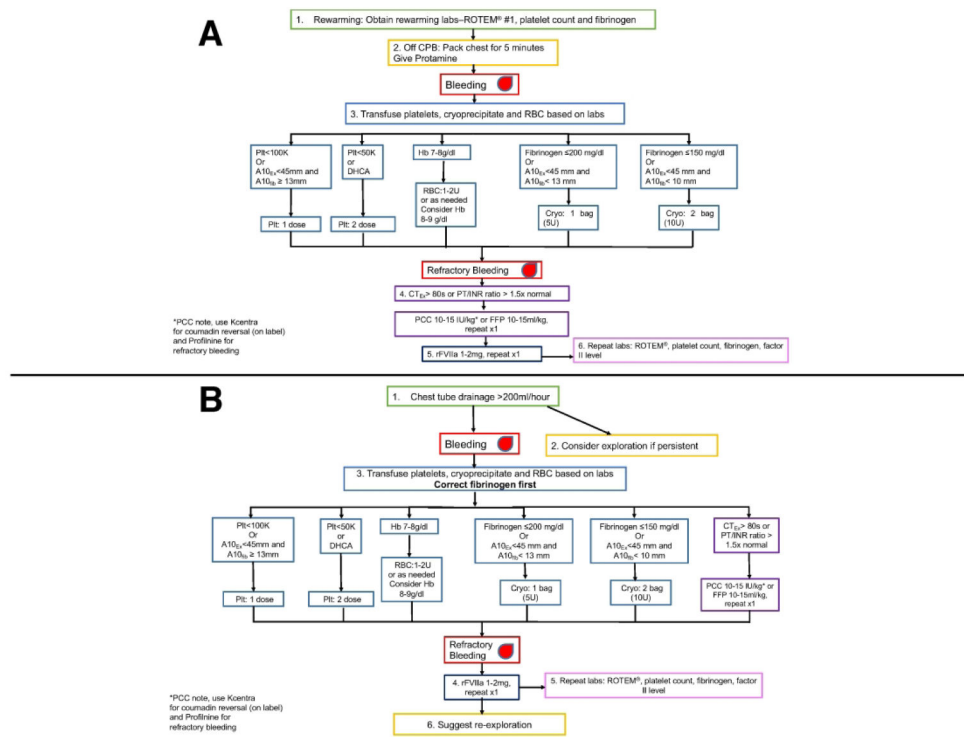 A
1. Rewarming: Obtain rewarming labs–ROTEM® #1, platelet count and fibrinogen
2. Off CPB: Pack chest for 5 minutes
Give Protamine
Bleeding
3. Transfuse platelets, cryoprecipitate and RBC based on labs
Plt<100K
Or
A10Ex<45mm and
A10fib ≥ 13mm
Plt: 1 dose
Plt<50K
or
DHCA
Plt: 2 dose
Hb 7-8g/dl
RBC:1-2U
or as needed
Consider Hb
8-9 g/dl
Fibrinogen ≤200 mg/dl
Or
A10Ex<45 mm and
A10fib< 13 mm
Cryo: 1 bag
(5U)
Fibrinogen ≤150 mg/dl
Or
A10Ex<45 mm and
A10fib< 10 mm
Cryo: 2 bag
(10U)
Refractory Bleeding
4. CTEx> 80s or PT/INR ratio > 1.5x normal
PCC 10-15 IU/kg* or FFP 10-15ml/kg,
repeat x1
5. rFVIIa 1-2mg, repeat x1
6. Repeat labs: ROTEM®, platelet count, fibrinogen, factor
II level
*PCC note, use Kcentra
for coumadin reversal (on label)
and Profilnine for
refractory bleeding
B
1. Chest tube drainage >200ml/hour
Bleeding
2. Consider exploration if persistent
3. Transfuse platelets, cryoprecipitate and RBC based on labs
Correct fibrinogen first
Plt<100K
Or
A10Ex<45mm and
A10fib ≥ 13mm
Plt: 1 dose
Plt<50K
or
DHCA
Plt: 2 dose
Hb 7-8g/dl
RBC:1-2U
or as needed
Consider Hb
8-9g/dl
Fibrinogen ≤200 mg/dl
Or
A10Ex<45 mm and
A10fib< 13 mm
Cryo: 1 bag
(5U)
Fibrinogen ≤150 mg/dl
Or
A10Ex<45 mm and
A10fib< 10 mm
Cryo: 2 bag
(10U)
CTEx> 80s or
PT/INR ratio >
1.5x normal
PCC 10-15 IU/kg* or
FFP 10-15ml/kg,
repeat x1
Refractory
Bleeding
4. rFVIIa 1-2mg,
repeat x1
5. Repeat labs: ROTEM®, platelet count, fibrinogen, factor
II level
6. Suggest re-exploration
*PCC note, use Kcentra
for coumadin reversal (on label)
and Profilnine for
refractory bleeding